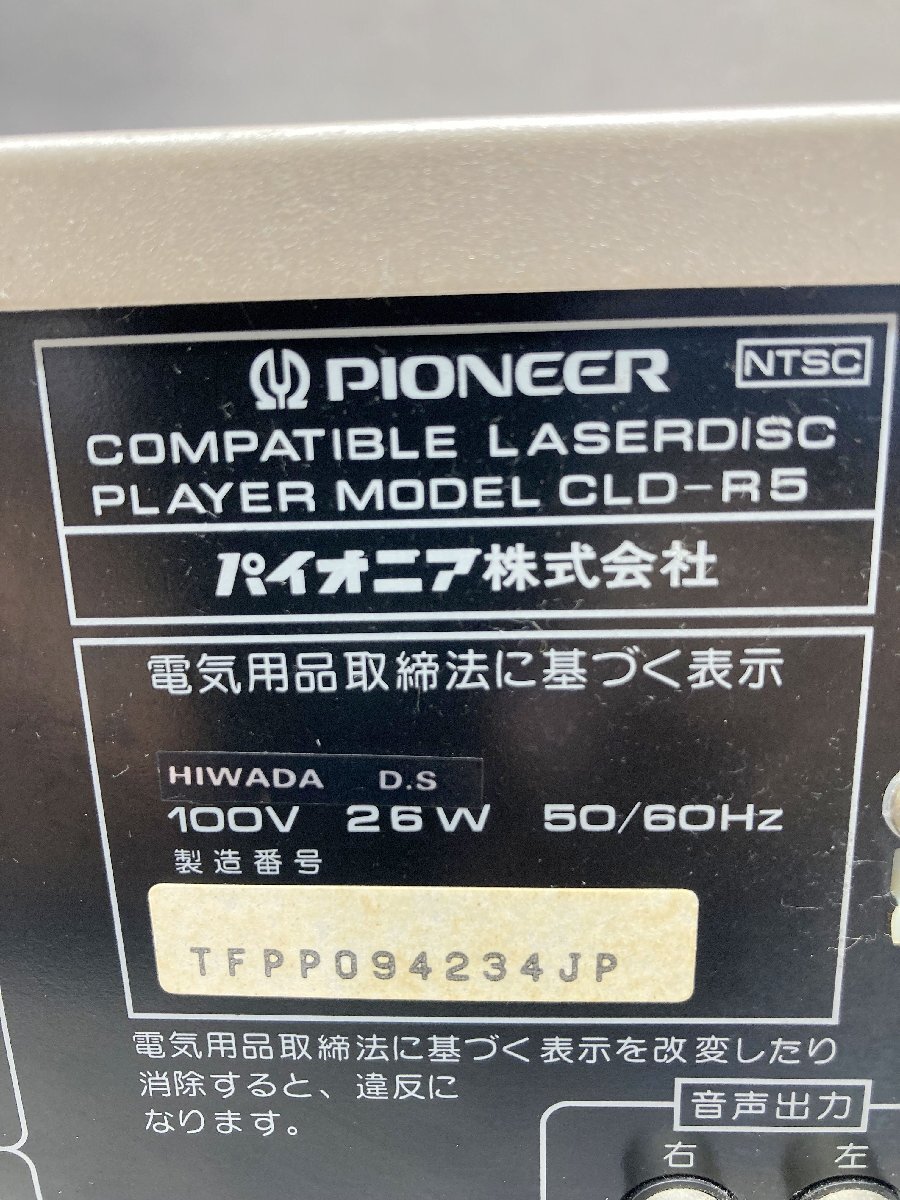 PIONEER NTSC
COMPATIBLE LASERDISC
PLAYER MODEL CLD-R5
パイオニア株式会社
電気用品取締法に基づく表示
HIWADA D.S
100V 26W 50/60Hz
製造番号
TFPP094234JP
電気用品取締法に基づく表示を改変したり
消除すると、違反に
なります。
音声出力
右 左